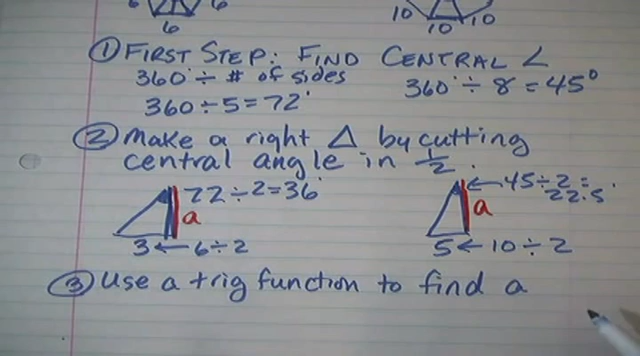 6 6
6
10 10 10
① First Step: Find Central ∠
360° ÷ # of sides
360 ÷ 5 = 72°
360° ÷ 8 = 45°
② Make a right △ by cutting
central angle in 1/2.
72 ÷ 2 = 36°
a
3 ← 6 ÷ 2
← 45 ÷ 2 =
22.5°
a
5 ← 10 ÷ 2
③ Use a trig function to find a